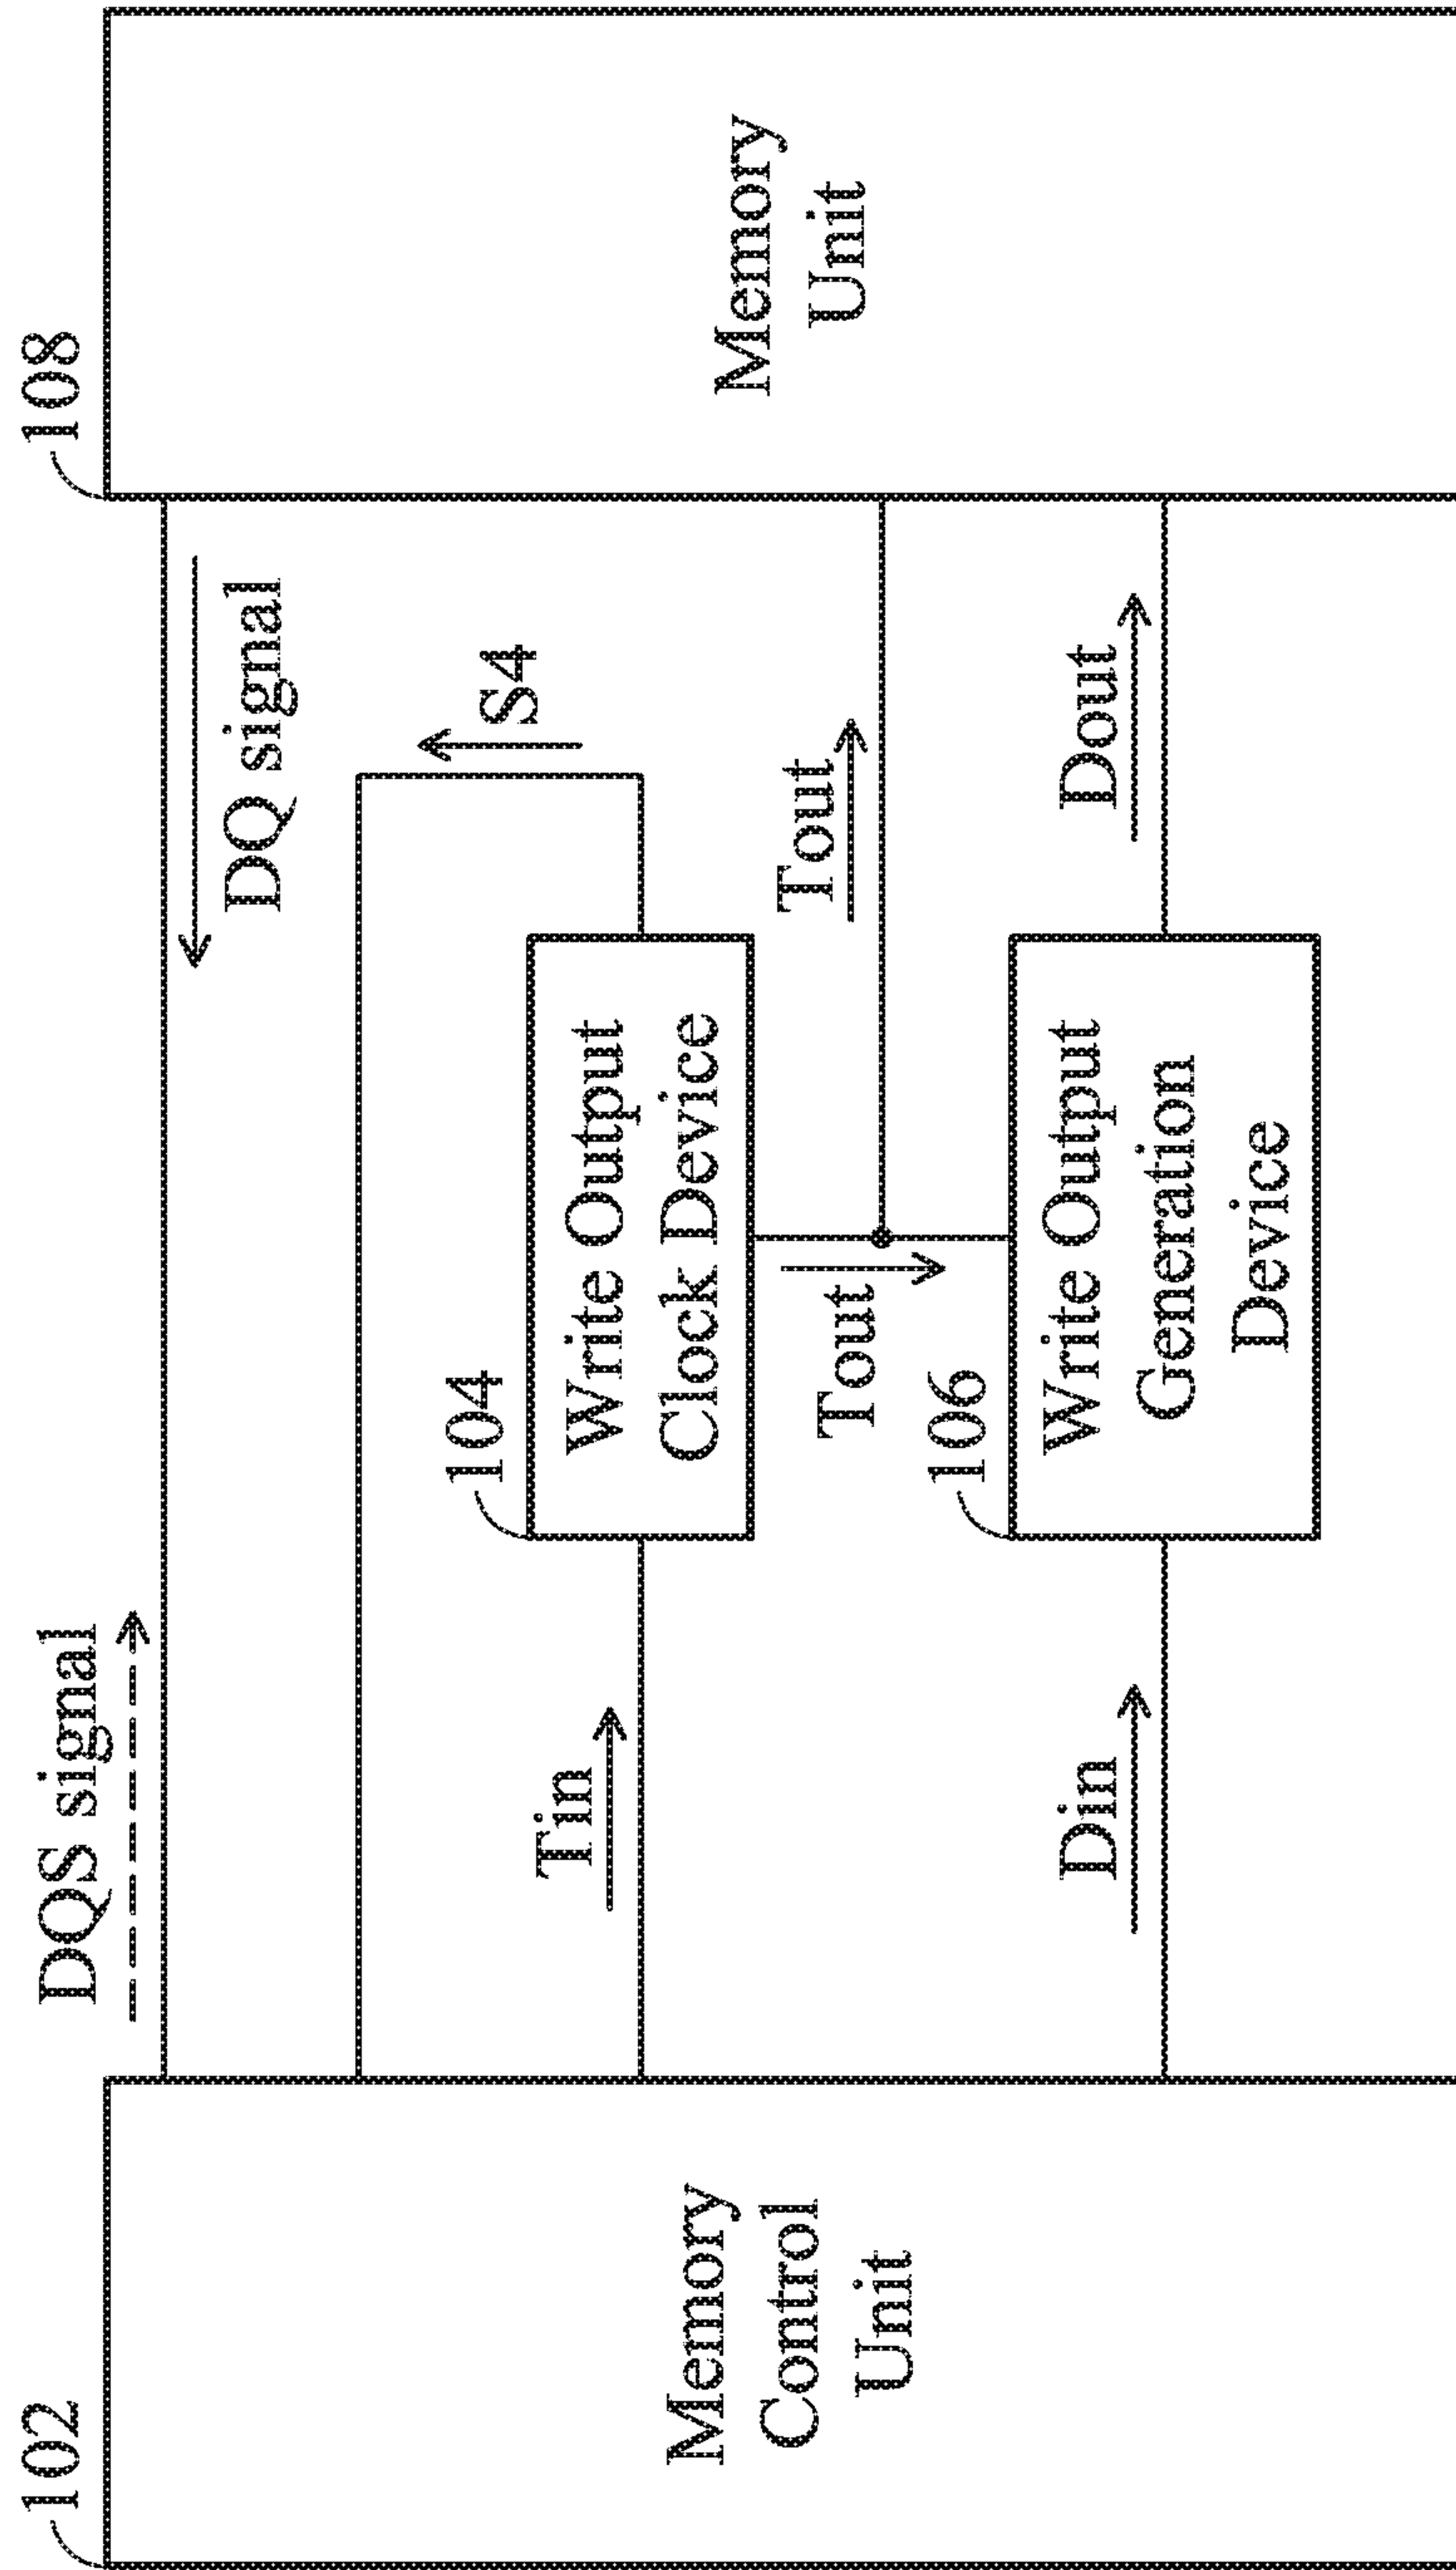 102
108
DQS signal
DQ signal
S4
104
Tin
Write Output
Clock Device
Memory
Control
Unit
Memory
Unit
Tout
Tout
106
Din
Write Output
Generation
Device
Dout